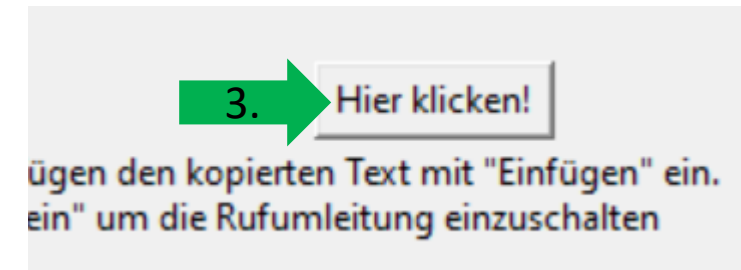 3. Hier klicken!
ügen den kopierten Text mit "Einfügen" ein.
ein" um die Rufumleitung einzuschalten